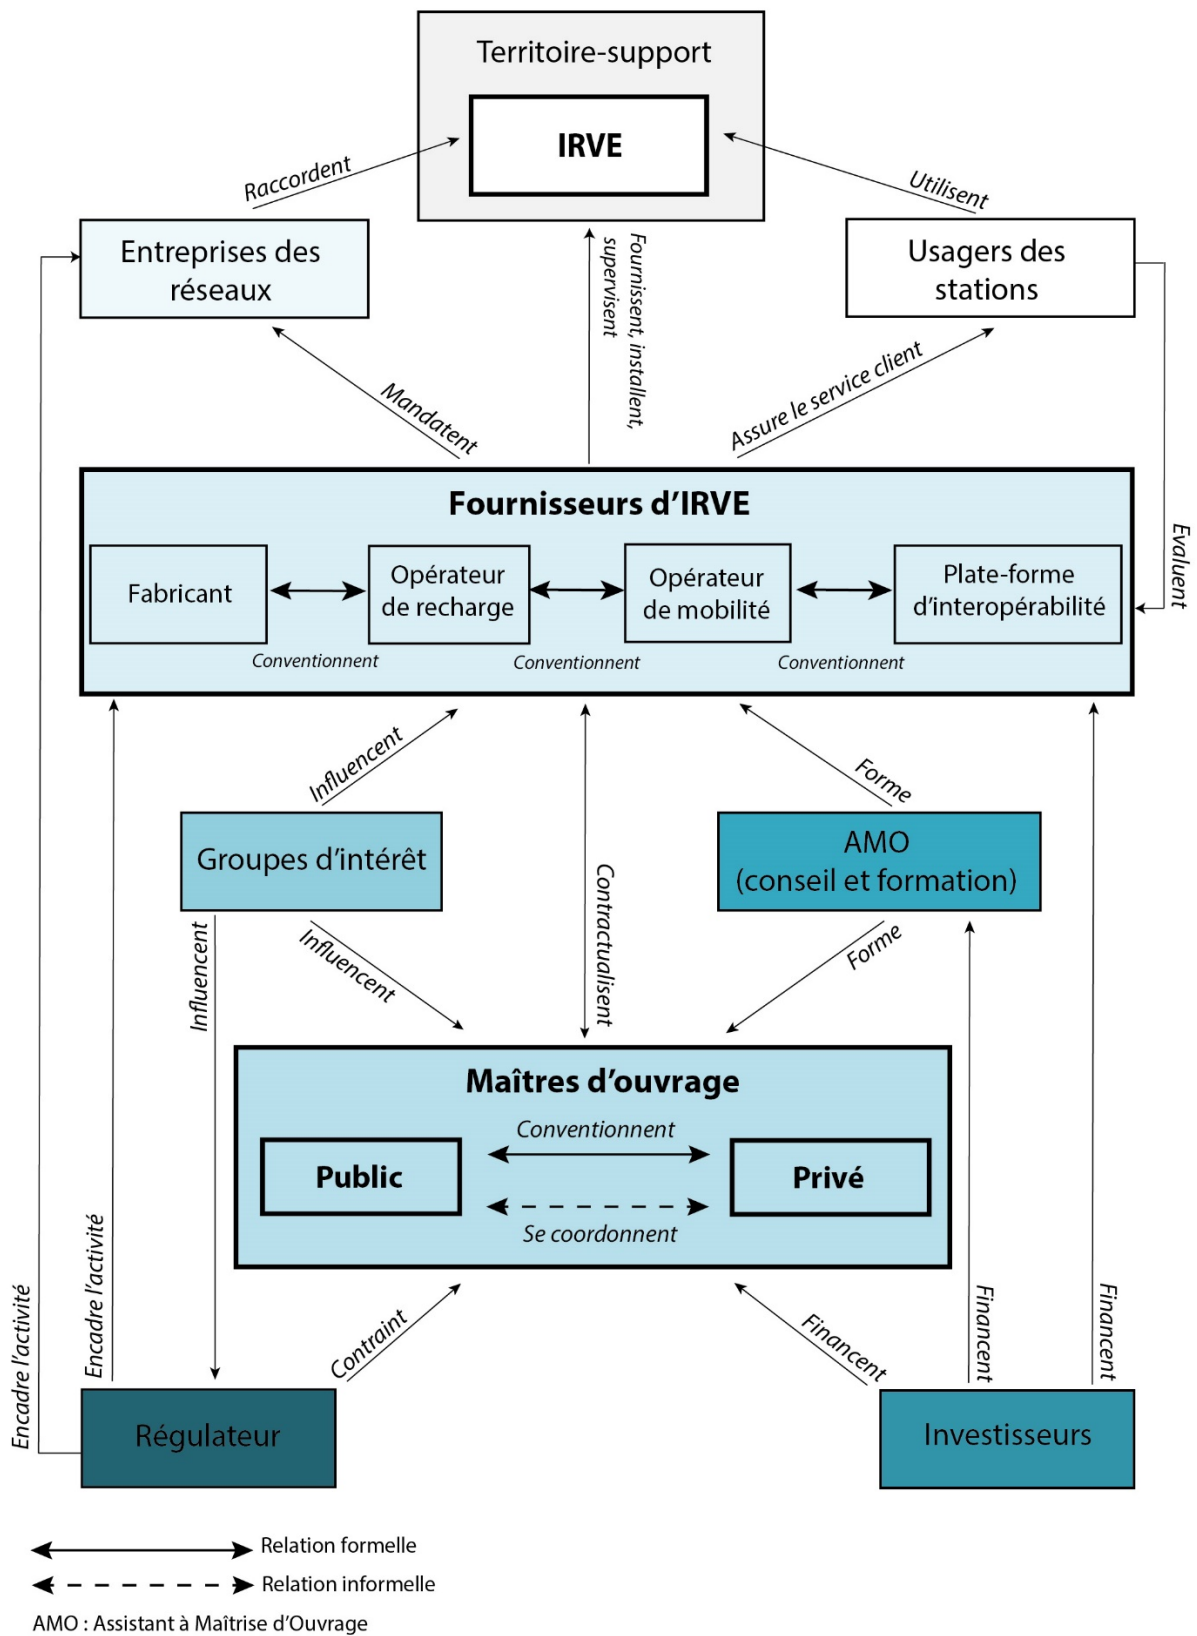 Territoire-support
IRVE
Raccordent
Utilisent
Entreprises des
réseaux
Usagers des
stations
Fournissent, installent,
supervisent
Mandatent
Assure le service client
Evaluent
Fournisseurs d’IRVE
Fabricant
Opérateur
de recharge
Opérateur
de mobilité
Plate-forme
d’interopérabilité
Conventionnent
Conventionnent
Conventionnent
Influencent
Forme
Groupes d’intérêt
AMO
(conseil et formation)
Contractualisent
Influencent
Influencent
Forme
Maîtres d’ouvrage
Conventionnent
Public
Privé
Se coordonnent
Encadre l’activité
Encadre l’activité
Contraint
Financent
Financent
Financent
Régulateur
Investisseurs
Relation formelle
Relation informelle
AMO : Assistant à Maîtrise d’Ouvrage